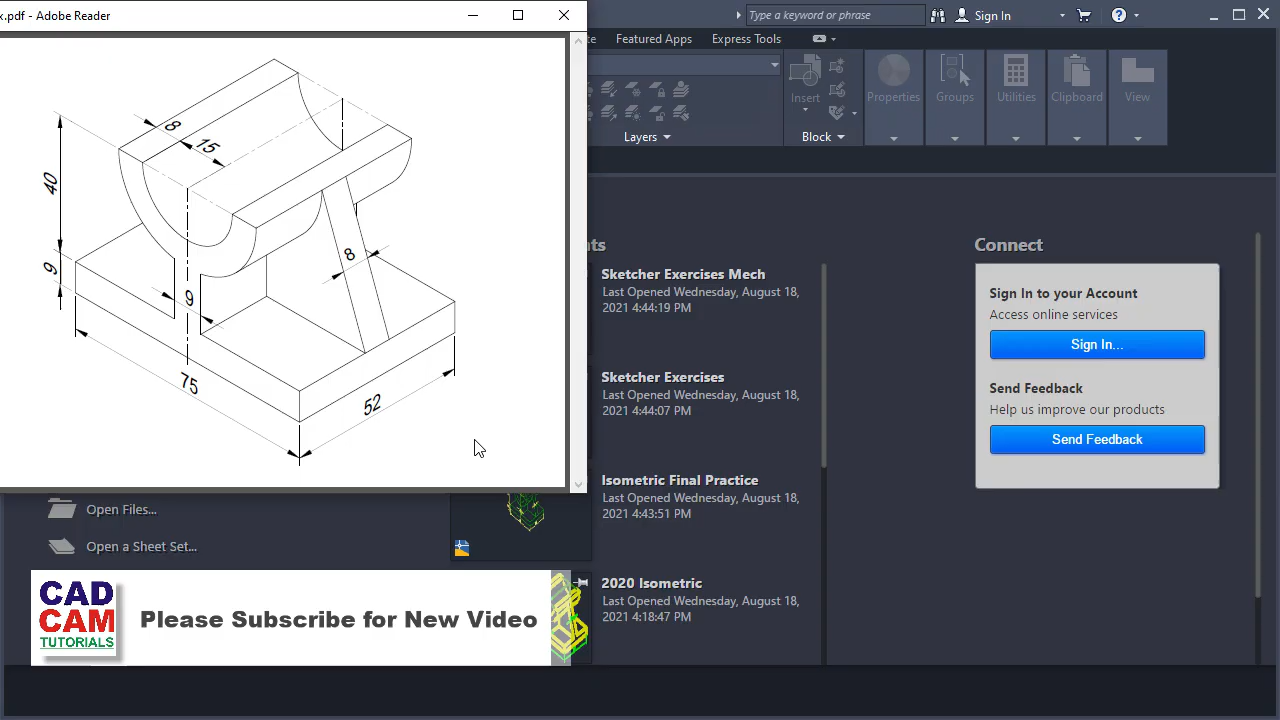 x.pdf - Adobe Reader
Type a keyword or phrase
Sign In
Featured Apps
Express Tools
Insert
Properties
Groups
Utilities
Clipboard
View
Layers
Block
8
15
40
9
8
9
75
52
Connect
Sketcher Exercises Mech
Last Opened Wednesday, August 18,
2021 4:44:19 PM
Sketcher Exercises
Last Opened Wednesday, August 18,
2021 4:44:07 PM
Isometric Final Practice
Last Opened Wednesday, August 18,
2021 4:43:51 PM
2020 Isometric
Last Opened Wednesday, August 18,
2021 4:18:47 PM
Sign In to your Account
Access online services
Sign In...
Send Feedback
Help us improve our products
Send Feedback
Open Files...
Open a Sheet Set...
CAD
CAM
TUTORIALS
Please Subscribe for New Video